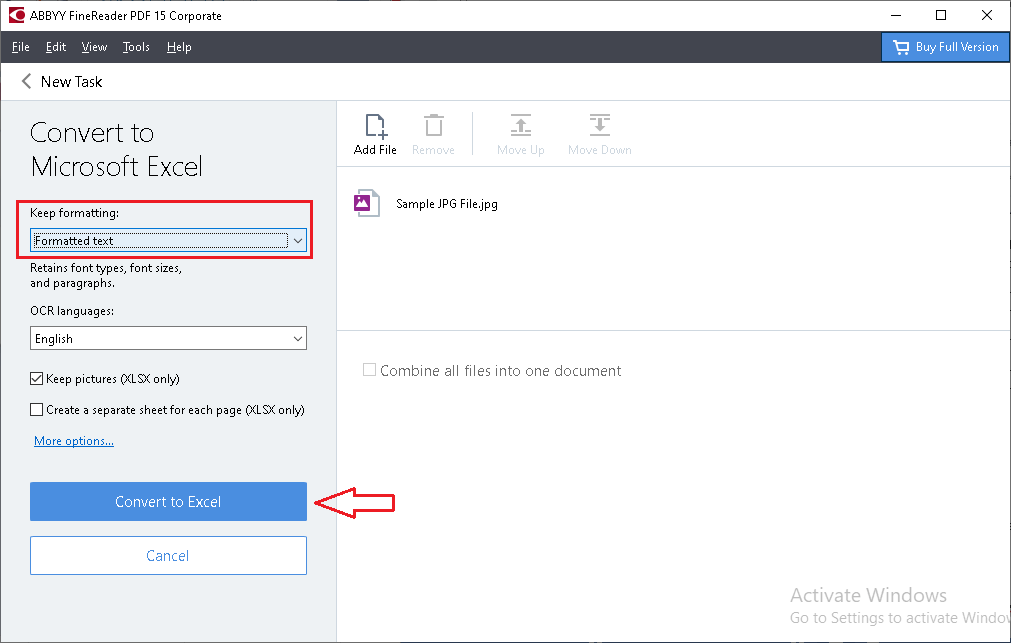 ABBYY FineReader PDF 15 Corporate
File Edit View Tools Help
Buy Full Version
New Task
Convert to
Microsoft Excel
Keep formatting:
Formatted text
Retains font types, font sizes,
and paragraphs.
OCR languages:
English
Keep pictures (XLSX only)
Create a separate sheet for each page (XLSX only)
More options...
Convert to Excel
Cancel
Add File Remove Move Up Move Down
Sample JPG File.jpg
Combine all files into one document
Activate Windows
Go to Settings to activate Windo